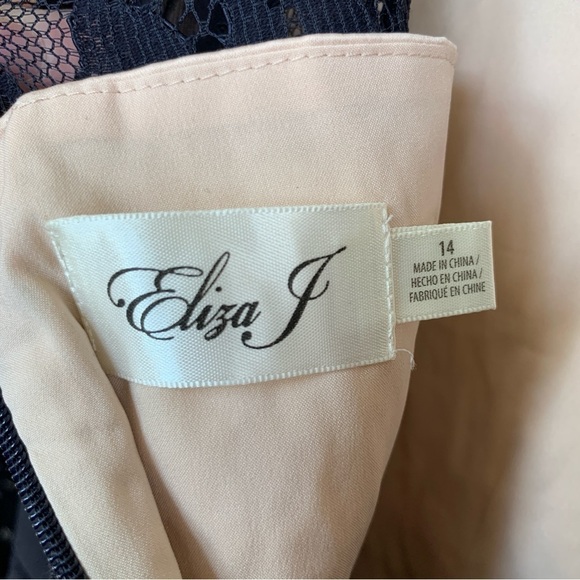 Eliza J
14
MADE IN CHINA/
HECHO EN CHINA/
FABRIQUÉ EN CHINE